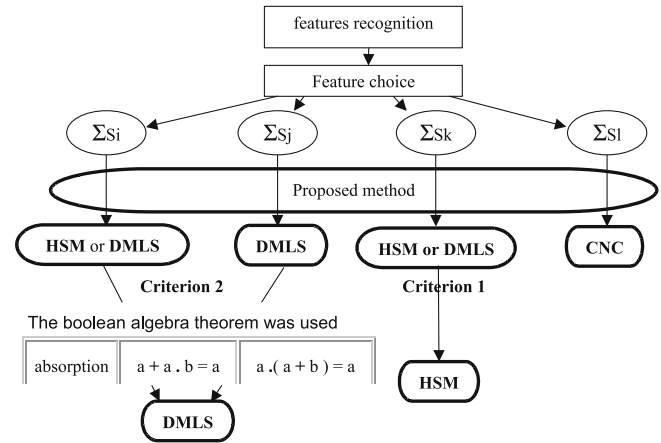 features recognition
Feature choice
ΣSi
ΣSj
ΣSk
ΣSl
Proposed method
HSM or DMLS
DMLS
HSM or DMLS
CNC
Criterion 2
Criterion 1
The boolean algebra theorem was used
absorption
a + a . b = a
a .( a + b ) = a
HSM
DMLS